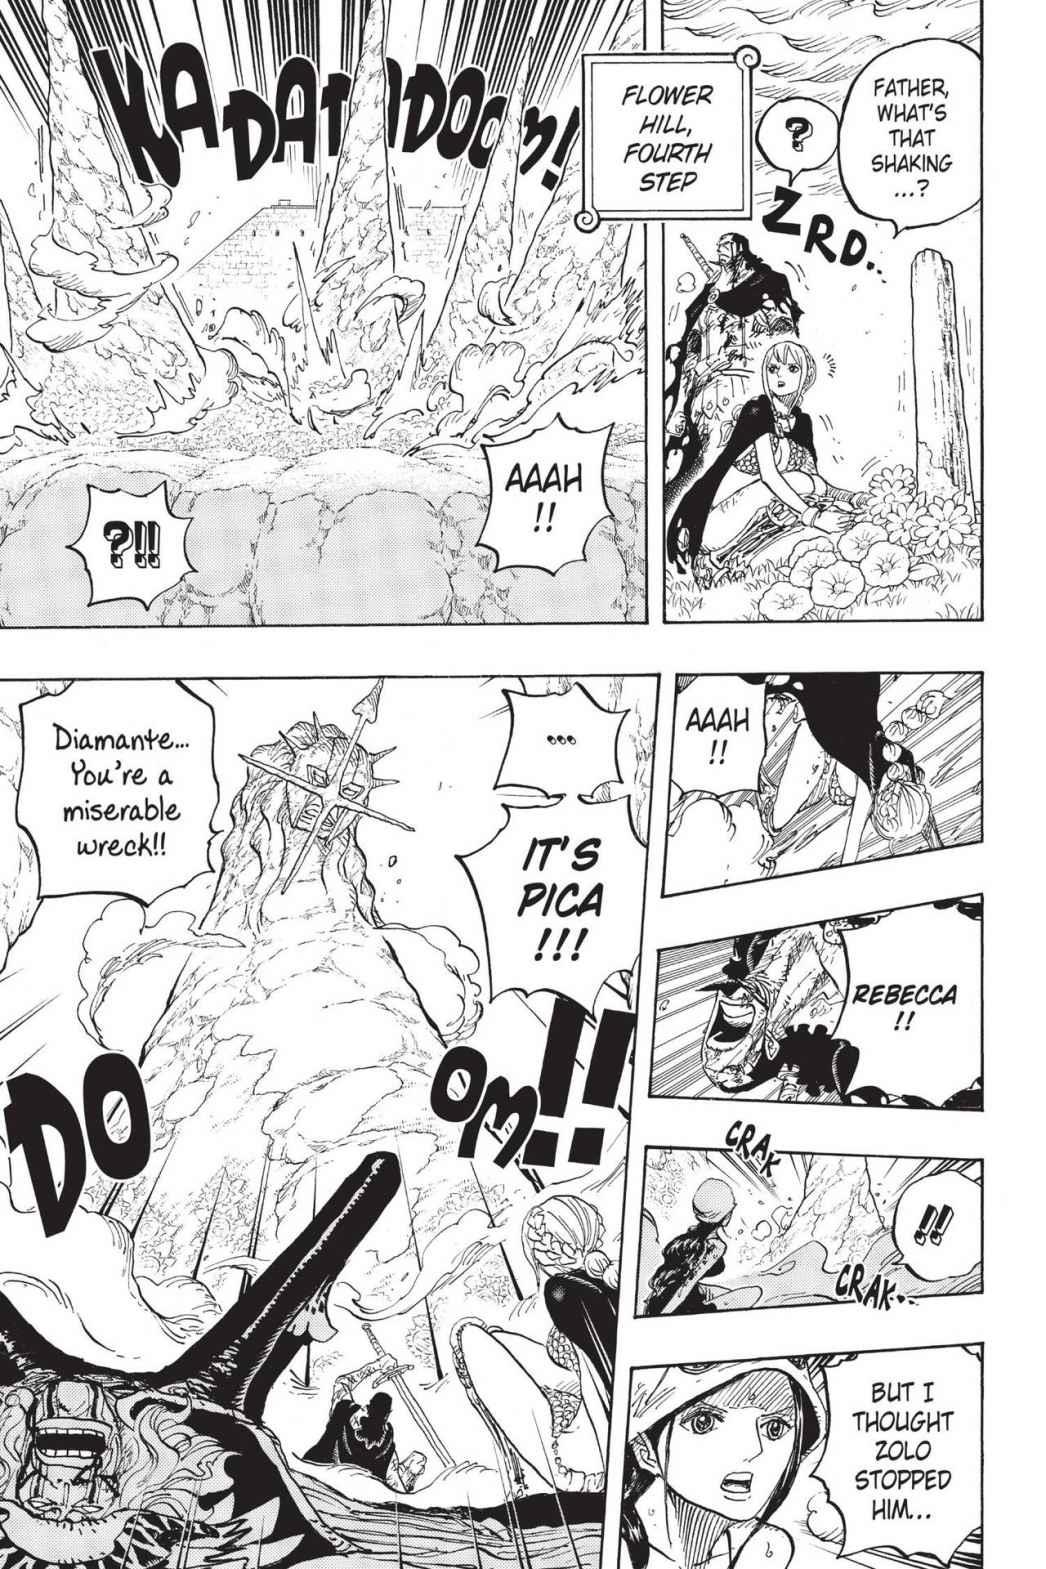 FATHER,
WHAT'S
THAT
SHAKING
...?
?
FLOWER
HILL,
FOURTH
STEP
ZRD..
KADATADOOM!
AAAH
!!
?!!
AAAH
!!
REBECCA
!!
CRAK
!!
CRAK...
BUT I
THOUGHT
ZOLO
STOPPED
HIM...
...
IT'S
PICA
!!!
Diamante...
You're a
miserable
wreck!!
DOOM!!